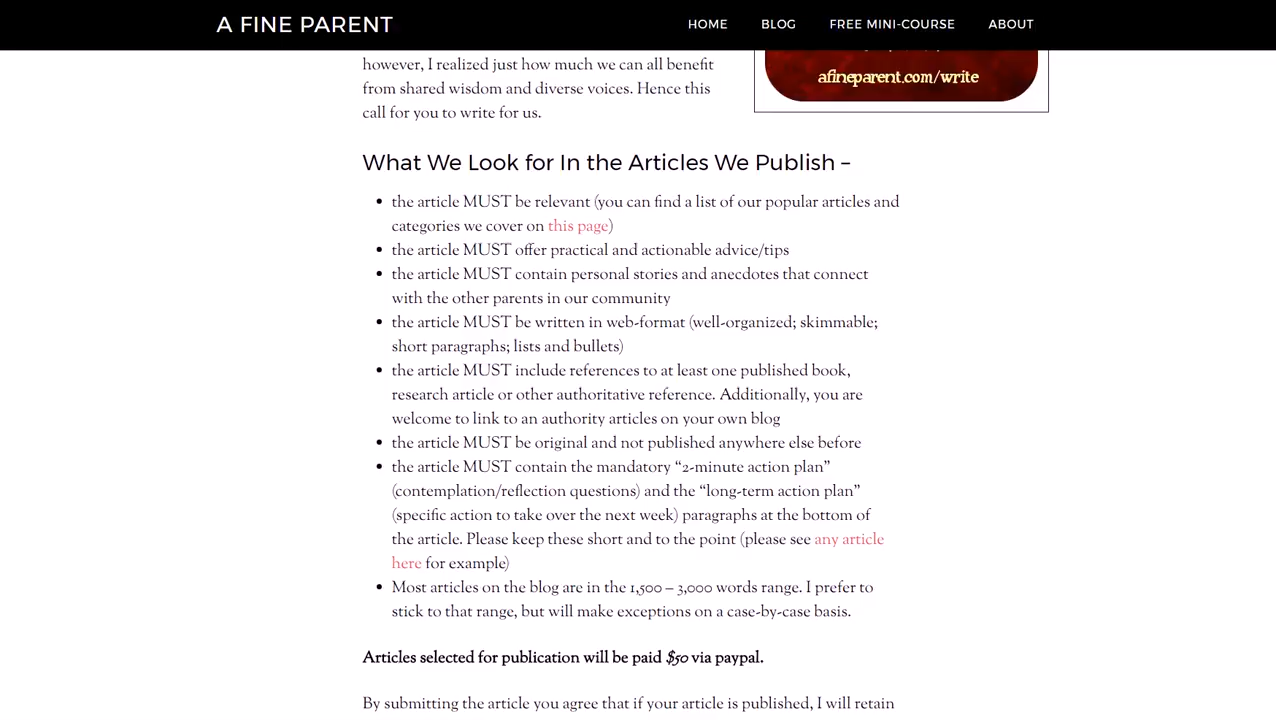 A FINE PARENT
HOME BLOG FREE MINI-COURSE ABOUT
however, I realized just how much we can all benefit
from shared wisdom and diverse voices. Hence this
call for you to write for us.
afineparent.com/write
What We Look for In the Articles We Publish –
the article MUST be relevant (you can find a list of our popular articles and
categories we cover on this page)
the article MUST offer practical and actionable advice/tips
the article MUST contain personal stories and anecdotes that connect
with the other parents in our community
the article MUST be written in web-format (well-organized; skimmable;
short paragraphs; lists and bullets)
the article MUST include references to at least one published book,
research article or other authoritative reference. Additionally, you are
welcome to link to an authority articles on your own blog
the article MUST be original and not published anywhere else before
the article MUST contain the mandatory “2-minute action plan”
(contemplation/reflection questions) and the “long-term action plan”
(specific action to take over the next week) paragraphs at the bottom of
the article. Please keep these short and to the point (please see any article
here for example)
Most articles on the blog are in the 1,500 – 3,000 words range. I prefer to
stick to that range, but will make exceptions on a case-by-case basis.
Articles selected for publication will be paid $50 via paypal.
By submitting the article you agree that if your article is published, I will retain